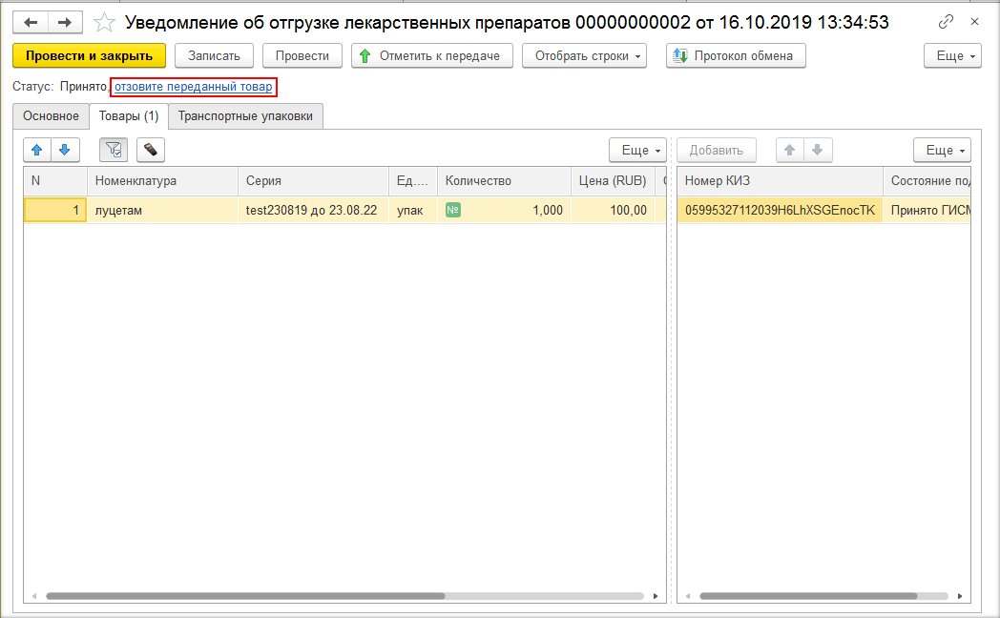 Уведомление об отгрузке лекарственных препаратов 00000000002 от 16.10.2019 13:34:53
Провести и закрыть Записать Провести Отметить к передаче Отобрать строки Протокол обмена Еще
Статус: Принято, отзовите переданный товар
Основное Товары (1) Транспортные упаковки
Еще Добавить Еще
N Номенклатура Серия Ед.... Количество Цена (RUB) Номер КИЗ Состояние под
1 луцетам test230819 до 23.08.22 упак № 1,000 100,00 05995327112039H6LhXSGEnocTK Принято ГИСМ